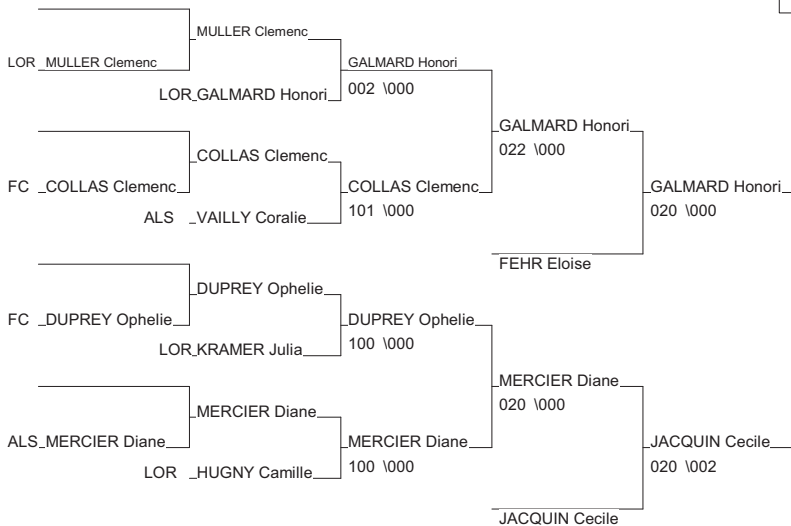 MULLER Clemenc
LOR MULLER Clemenc
GALMARD Honori
LOR GALMARD Honori
002 \000
GALMARD Honori
022 \000
COLLAS Clemenc
FC COLLAS Clemenc
COLLAS Clemenc
GALMARD Honori
ALS VAILLY Coralie
101 \000
020 \000
FEHR Eloise
DUPREY Ophelie
FC DUPREY Ophelie
DUPREY Ophelie
LOR KRAMER Julia
100 \000
MERCIER Diane
020 \000
MERCIER Diane
ALS MERCIER Diane
MERCIER Diane
JACQUIN Cecile
LOR HUGNY Camille
100 \000
020 \002
JACQUIN Cecile